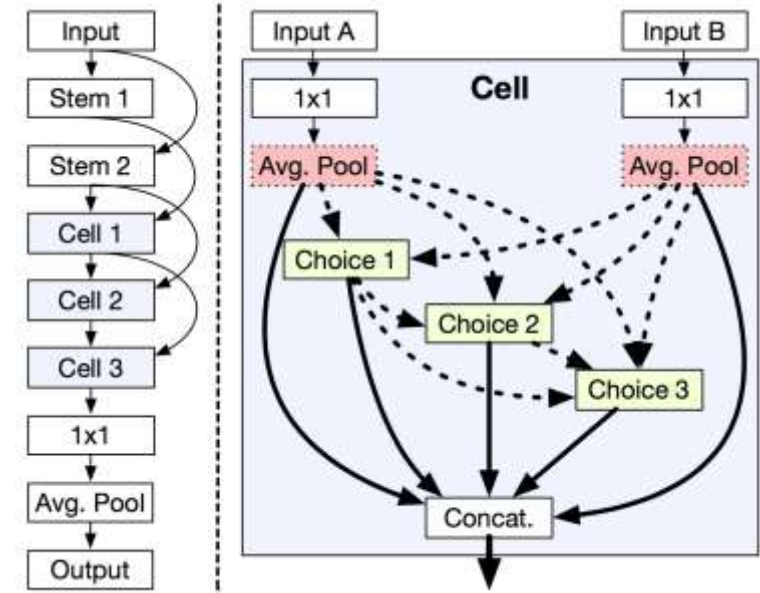 Input
Stem 1
Stem 2
Cell 1
Cell 2
Cell 3
1x1
Avg. Pool
Output
Input A
Input B
Cell
1x1
1x1
Avg. Pool
Avg. Pool
Choice 1
Choice 2
Choice 3
Concat.